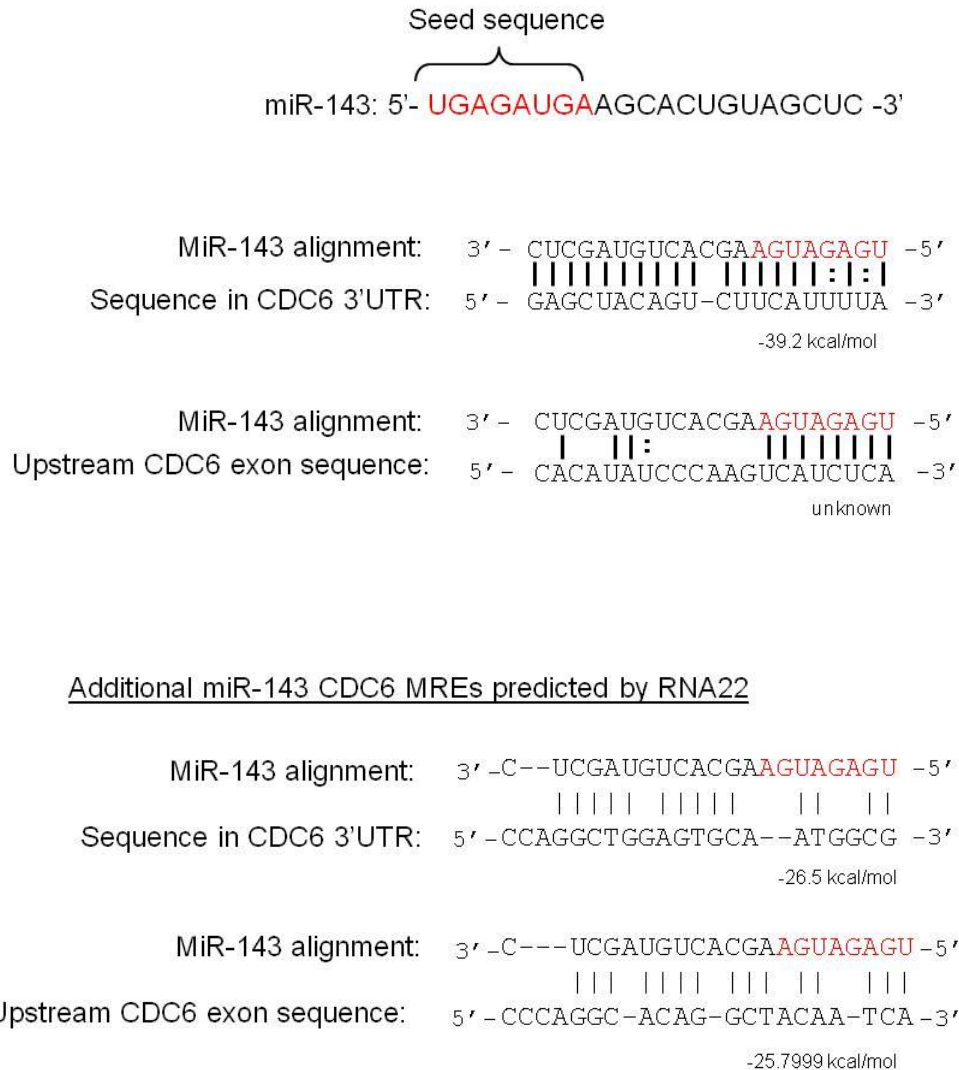 Seed sequence
miR-143: 5'- UGAGAUGAAGCACUGUAGCUC -3'
MiR-143 alignment: 3'- CUCGAUGUCACGAAGUAGAGU -5'
Sequence in CDC6 3'UTR: 5'- GAGCUACAGU-CUUCAUUUUA -3'
-39.2 kcal/mol
MiR-143 alignment: 3'- CUCGAUGUCACGAAGUAGAGU -5'
Upstream CDC6 exon sequence: 5'- CACAUAUCCCAAGUCAUCUCA -3'
unknown
Additional miR-143 CDC6 MREs predicted by RNA22
MiR-143 alignment: 3'-C--UCGAUGUCACGAAGUAGAGU -5'
Sequence in CDC6 3'UTR: 5'-CCAGGCTGGAGTGCA--ATGGCG -3'
-26.5 kcal/mol
MiR-143 alignment: 3'-C---UCGAUGUCACGAAGUAGAGU -5'
Upstream CDC6 exon sequence: 5'-CCCAGGC-ACAG-GCTACAA-TCA -3'
-25.7999 kcal/mol